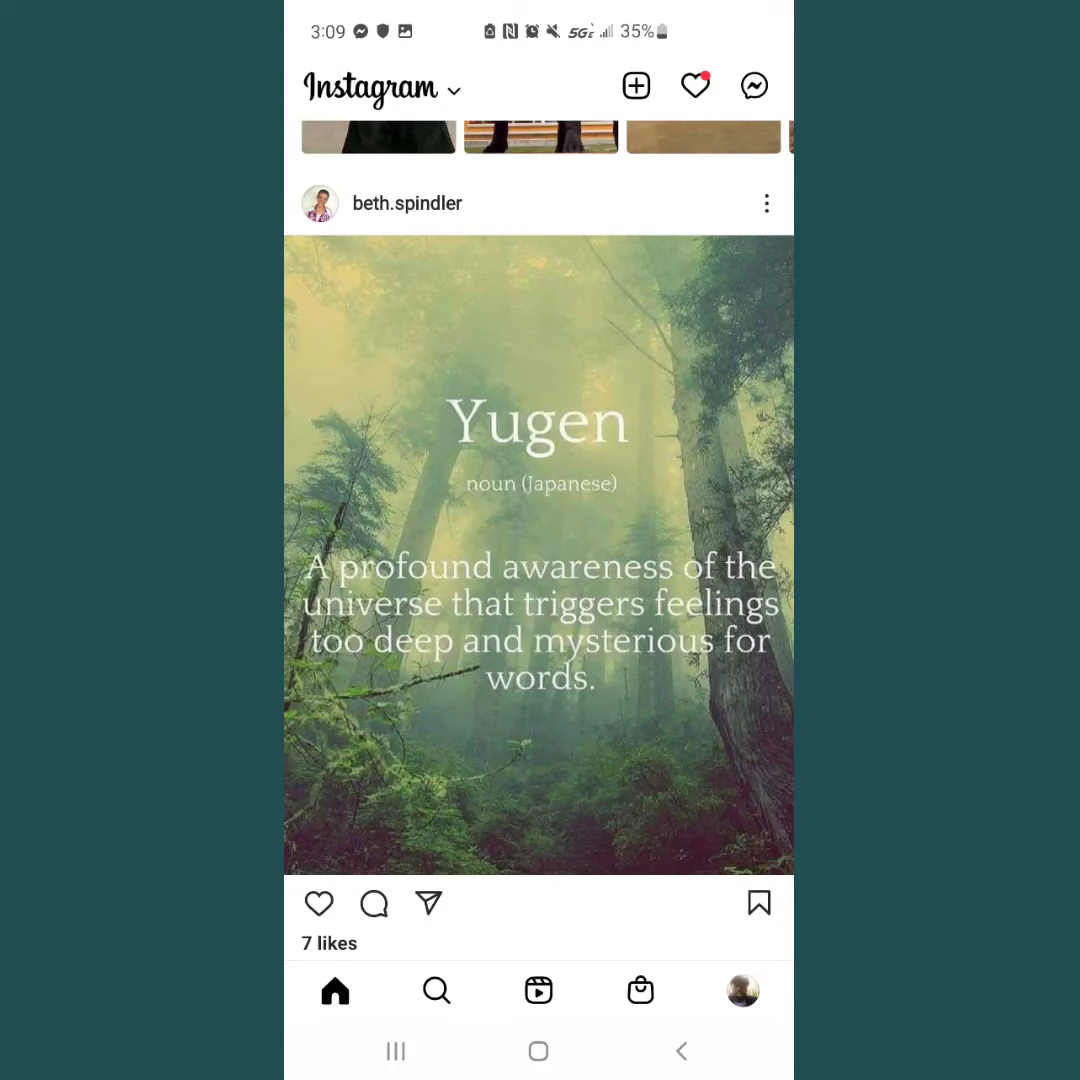 3:09 5GE 35%
Instagram
beth.spindler
Yugen
noun (Japanese)
A profound awareness of the
universe that triggers feelings
too deep and mysterious for
words.
7 likes